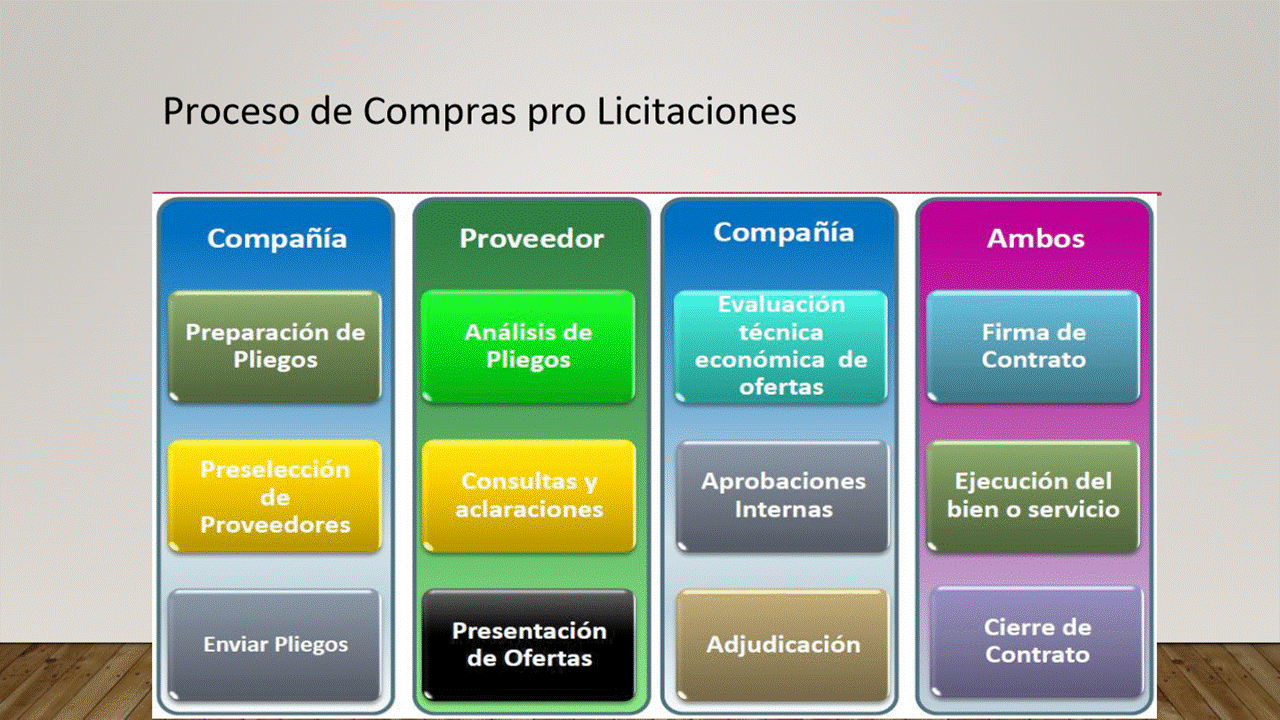 Proceso de Compras pro Licitaciones
Compañía
Preparación de
Pliegos
Preselección
de
Proveedores
Enviar Pliegos
Proveedor
Análisis de
Pliegos
Consultas y
aclaraciones
Presentación
de Ofertas
Compañía
Evaluación
técnica
económica de
ofertas
Aprobaciones
Internas
Adjudicación
Ambos
Firma de
Contrato
Ejecución del
bien o servicio
Cierre de
Contrato